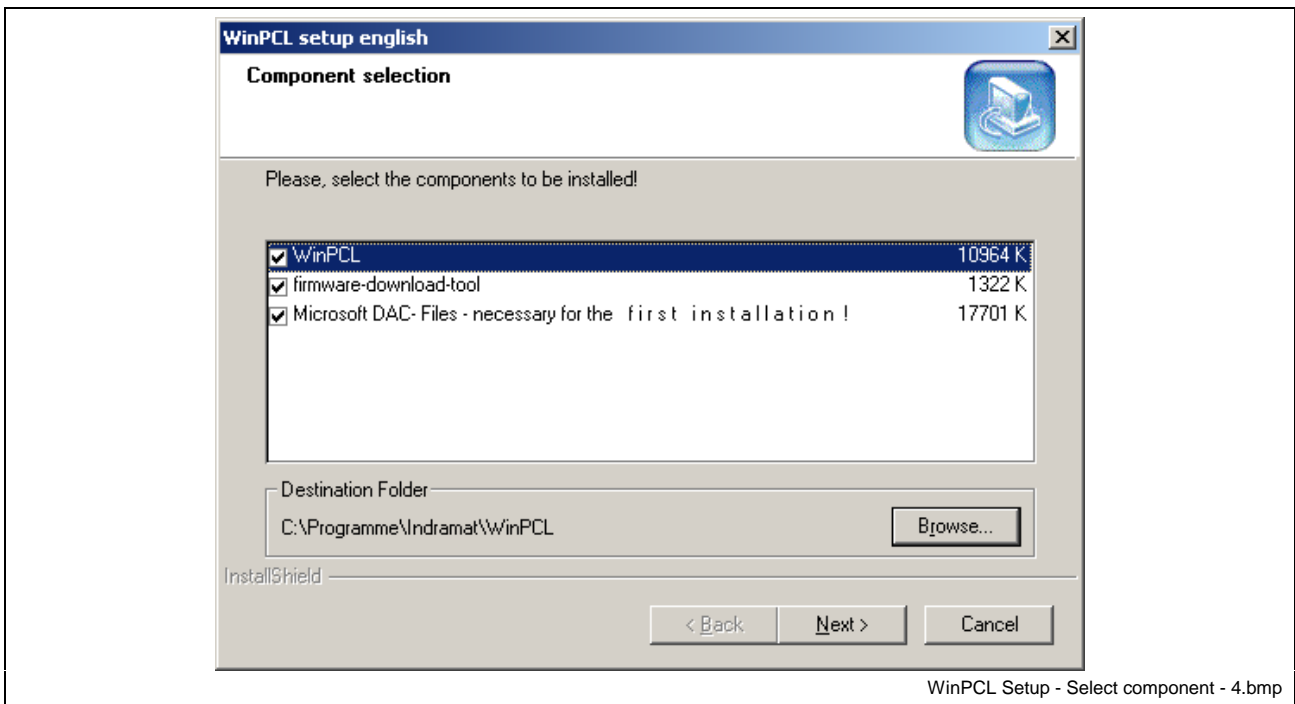 WinPCL setup english
Component selection
Please, select the components to be installed!
WinPCL 10964 K
firmware-download-tool 1322 K
Microsoft DAC- Files - necessary for the f i r s t i n s t a l l a t i o n ! 17701 K
Destination Folder
C:\Programme\Indramat\WinPCL Browse...
InstallShield
< Back Next > Cancel
WinPCL Setup - Select component - 4.bmp